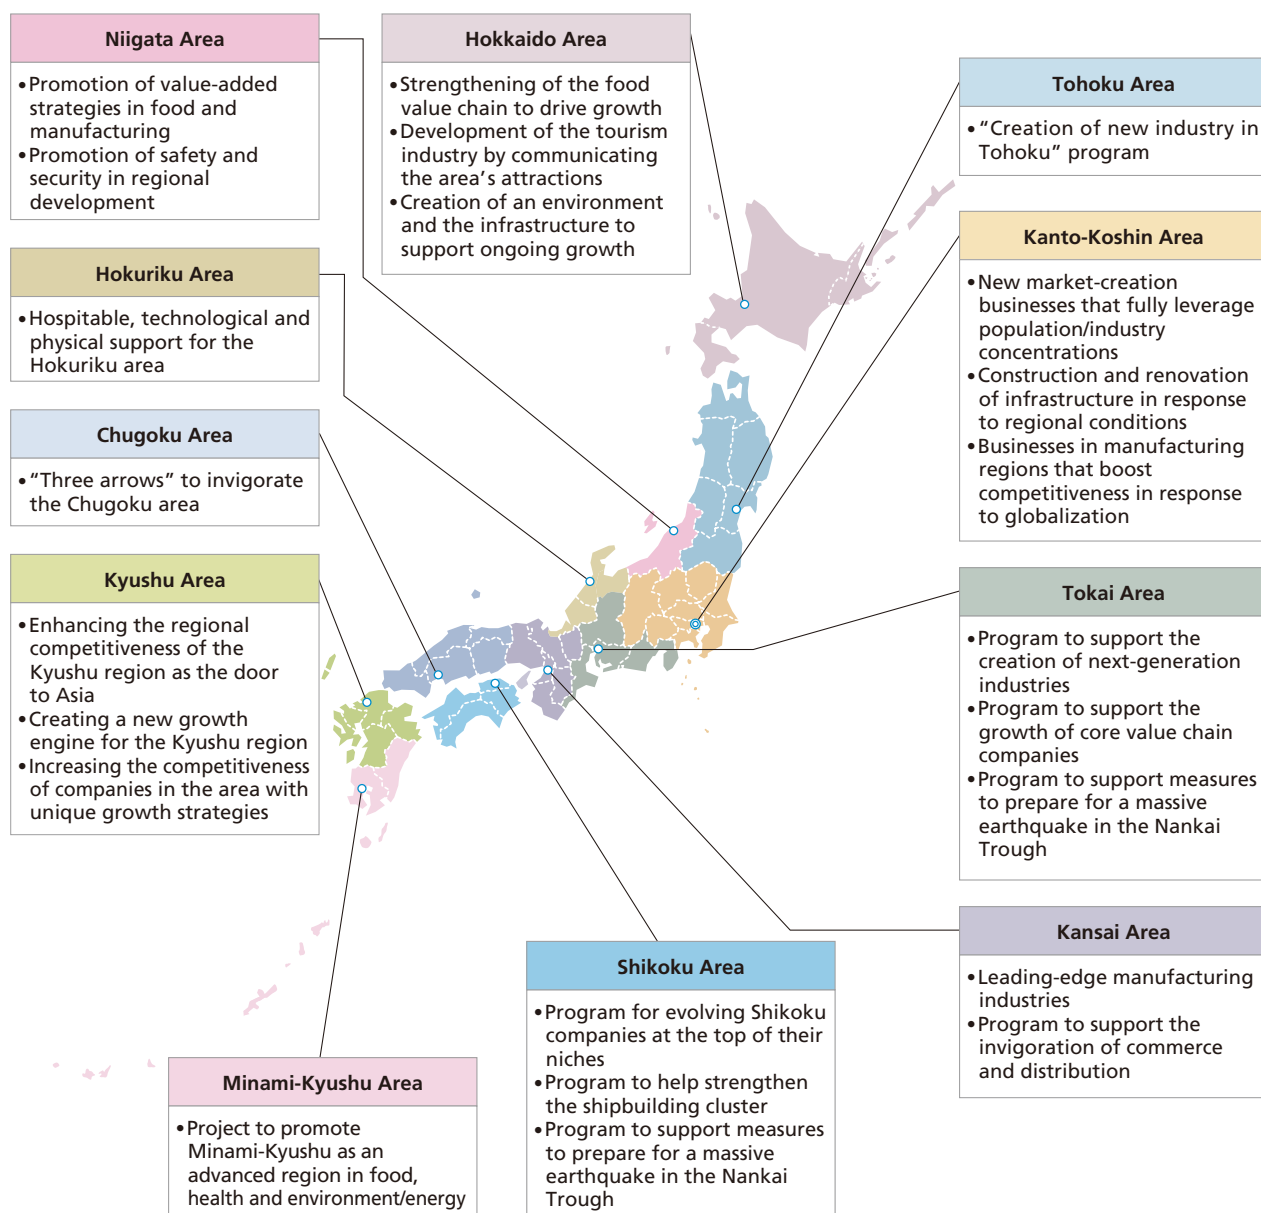 Niigata Area
•Promotion of value-added
strategies in food and
manufacturing
•Promotion of safety and
security in regional
development
Hokkaido Area
•Strengthening of the food
value chain to drive growth
•Development of the tourism
industry by communicating
the area’s attractions
•Creation of an environment
and the infrastructure to
support ongoing growth
Tohoku Area
•“Creation of new industry in
Tohoku” program
Hokuriku Area
•Hospitable, technological and
physical support for the
Hokuriku area
Kanto-Koshin Area
•New market-creation
businesses that fully leverage
population/industry
concentrations
•Construction and renovation
of infrastructure in response
to regional conditions
•Businesses in manufacturing
regions that boost
competitiveness in response
to globalization
Chugoku Area
•“Three arrows” to invigorate
the Chugoku area
Kyushu Area
•Enhancing the regional
competitiveness of the
Kyushu region as the door
to Asia
•Creating a new growth
engine for the Kyushu region
•Increasing the competitiveness
of companies in the area with
unique growth strategies
Tokai Area
•Program to support the
creation of next-generation
industries
•Program to support the
growth of core value chain
companies
•Program to support measures
to prepare for a massive
earthquake in the Nankai
Trough
Kansai Area
•Leading-edge manufacturing
industries
•Program to support the
invigoration of commerce
and distribution
Shikoku Area
•Program for evolving Shikoku
companies at the top of their
niches
•Program to help strengthen
the shipbuilding cluster
•Program to support measures
to prepare for a massive
earthquake in the Nankai
Trough
Minami-Kyushu Area
•Project to promote
Minami-Kyushu as an
advanced region in food,
health and environment/energy